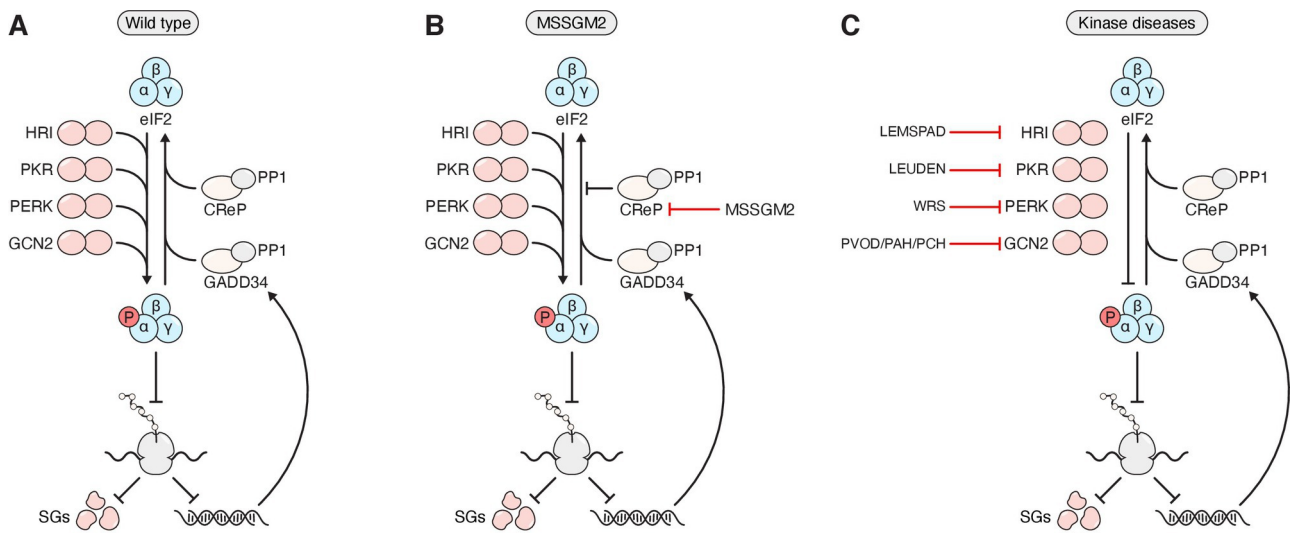 A
Wild type
β
α γ
eIF2
HRI
PKR
PP1
PERK
CReP
GCN2
PP1
GADD34
P
β
α γ
SGs
B
MSSGM2
β
α γ
eIF2
HRI
PKR
PP1
PERK
CReP
MSSGM2
GCN2
PP1
GADD34
P
β
α γ
SGs
C
Kinase diseases
β
α γ
eIF2
LEMSPAD
HRI
LEUDEN
PKR
PP1
WRS
PERK
CReP
PVOD/PAH/PCH
GCN2
PP1
GADD34
P
β
α γ
SGs